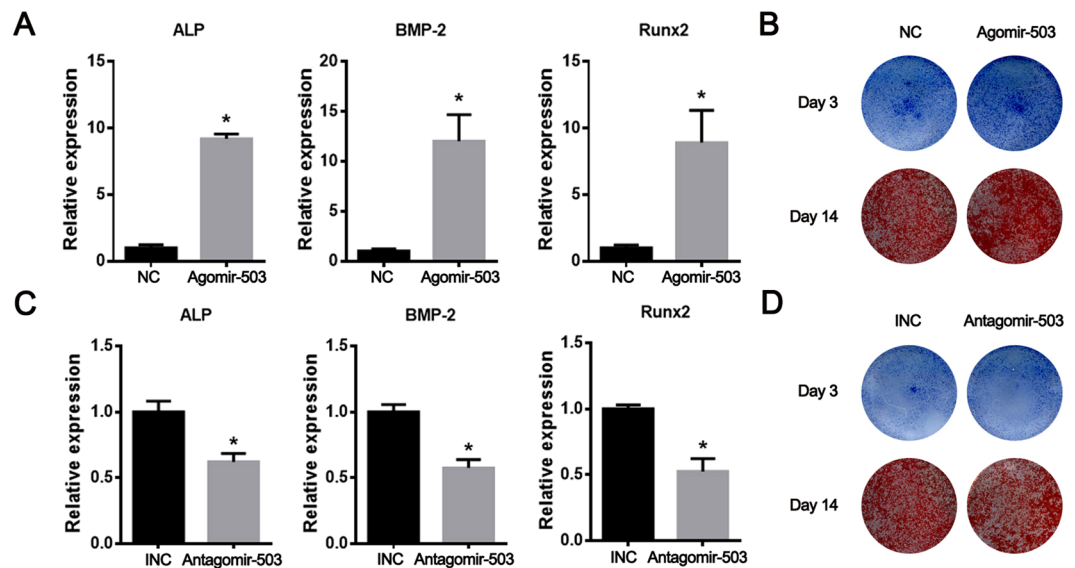 A
ALP
Relative expression
15
10
5
0
*
NC
Agomir-503
BMP-2
Relative expression
20
15
10
5
0
*
NC
Agomir-503
Runx2
Relative expression
15
10
5
0
*
NC
Agomir-503
B
NC
Agomir-503
Day 3
Day 14
C
ALP
Relative expression
1.5
1.0
0.5
0.0
*
INC
Antagomir-503
BMP-2
Relative expression
1.5
1.0
0.5
0.0
*
INC
Antagomir-503
Runx2
Relative expression
1.5
1.0
0.5
0.0
*
INC
Antagomir-503
D
INC
Antagomir-503
Day 3
Day 14